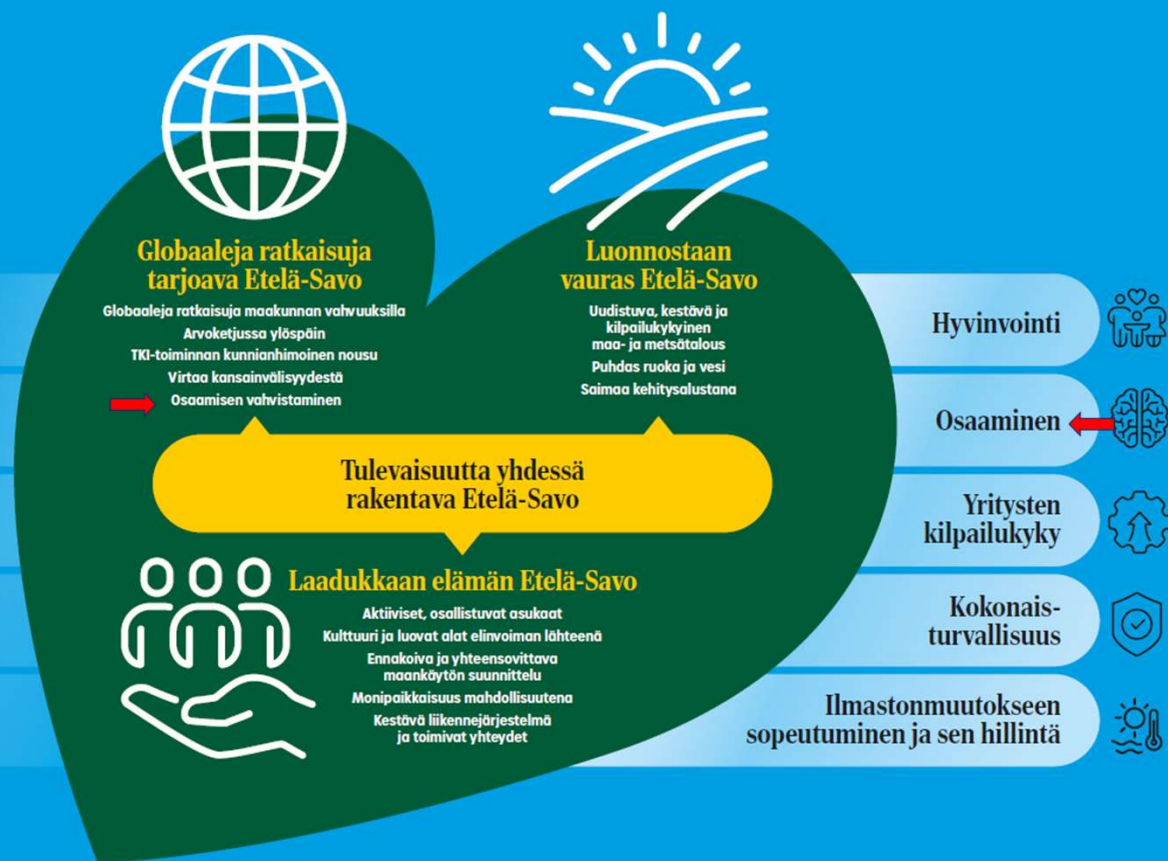 Globaaleja ratkaisuja
tarjoava Etelä-Savo
Globaaleja ratkaisuja maakunnan vahvuuksilla
Arvoketjussa ylöspäin
TKI-toiminnan kunnianhimoinen nousu
Virtaa kansainvälisyydestä
Osaamisen vahvistaminen
Luonnostaan
vauras Etelä-Savo
Uudistuva, kestävä ja
kilpailukykyinen
maa- ja metsätalous
Puhdas ruoka ja vesi
Saimaa kehitysalustana
Tulevaisuutta yhdessä
rakentava Etelä-Savo
Laadukkaan elämän Etelä-Savo
Aktiiviset, osallistuvat asukaat
Kulttuuri ja luovat alat elinvoiman lähteenä
Ennakoiva ja yhteensovittava
maankäytön suunnittelu
Monipaikkaisuus mahdollisuutena
Kestävä liikennejärjestelmä
ja toimivat yhteydet
Hyvinvointi
Osaaminen
Yritysten
kilpailukyky
Kokonais-
turvallisuus
Ilmastonmuutokseen
sopeutuminen ja sen hillintä